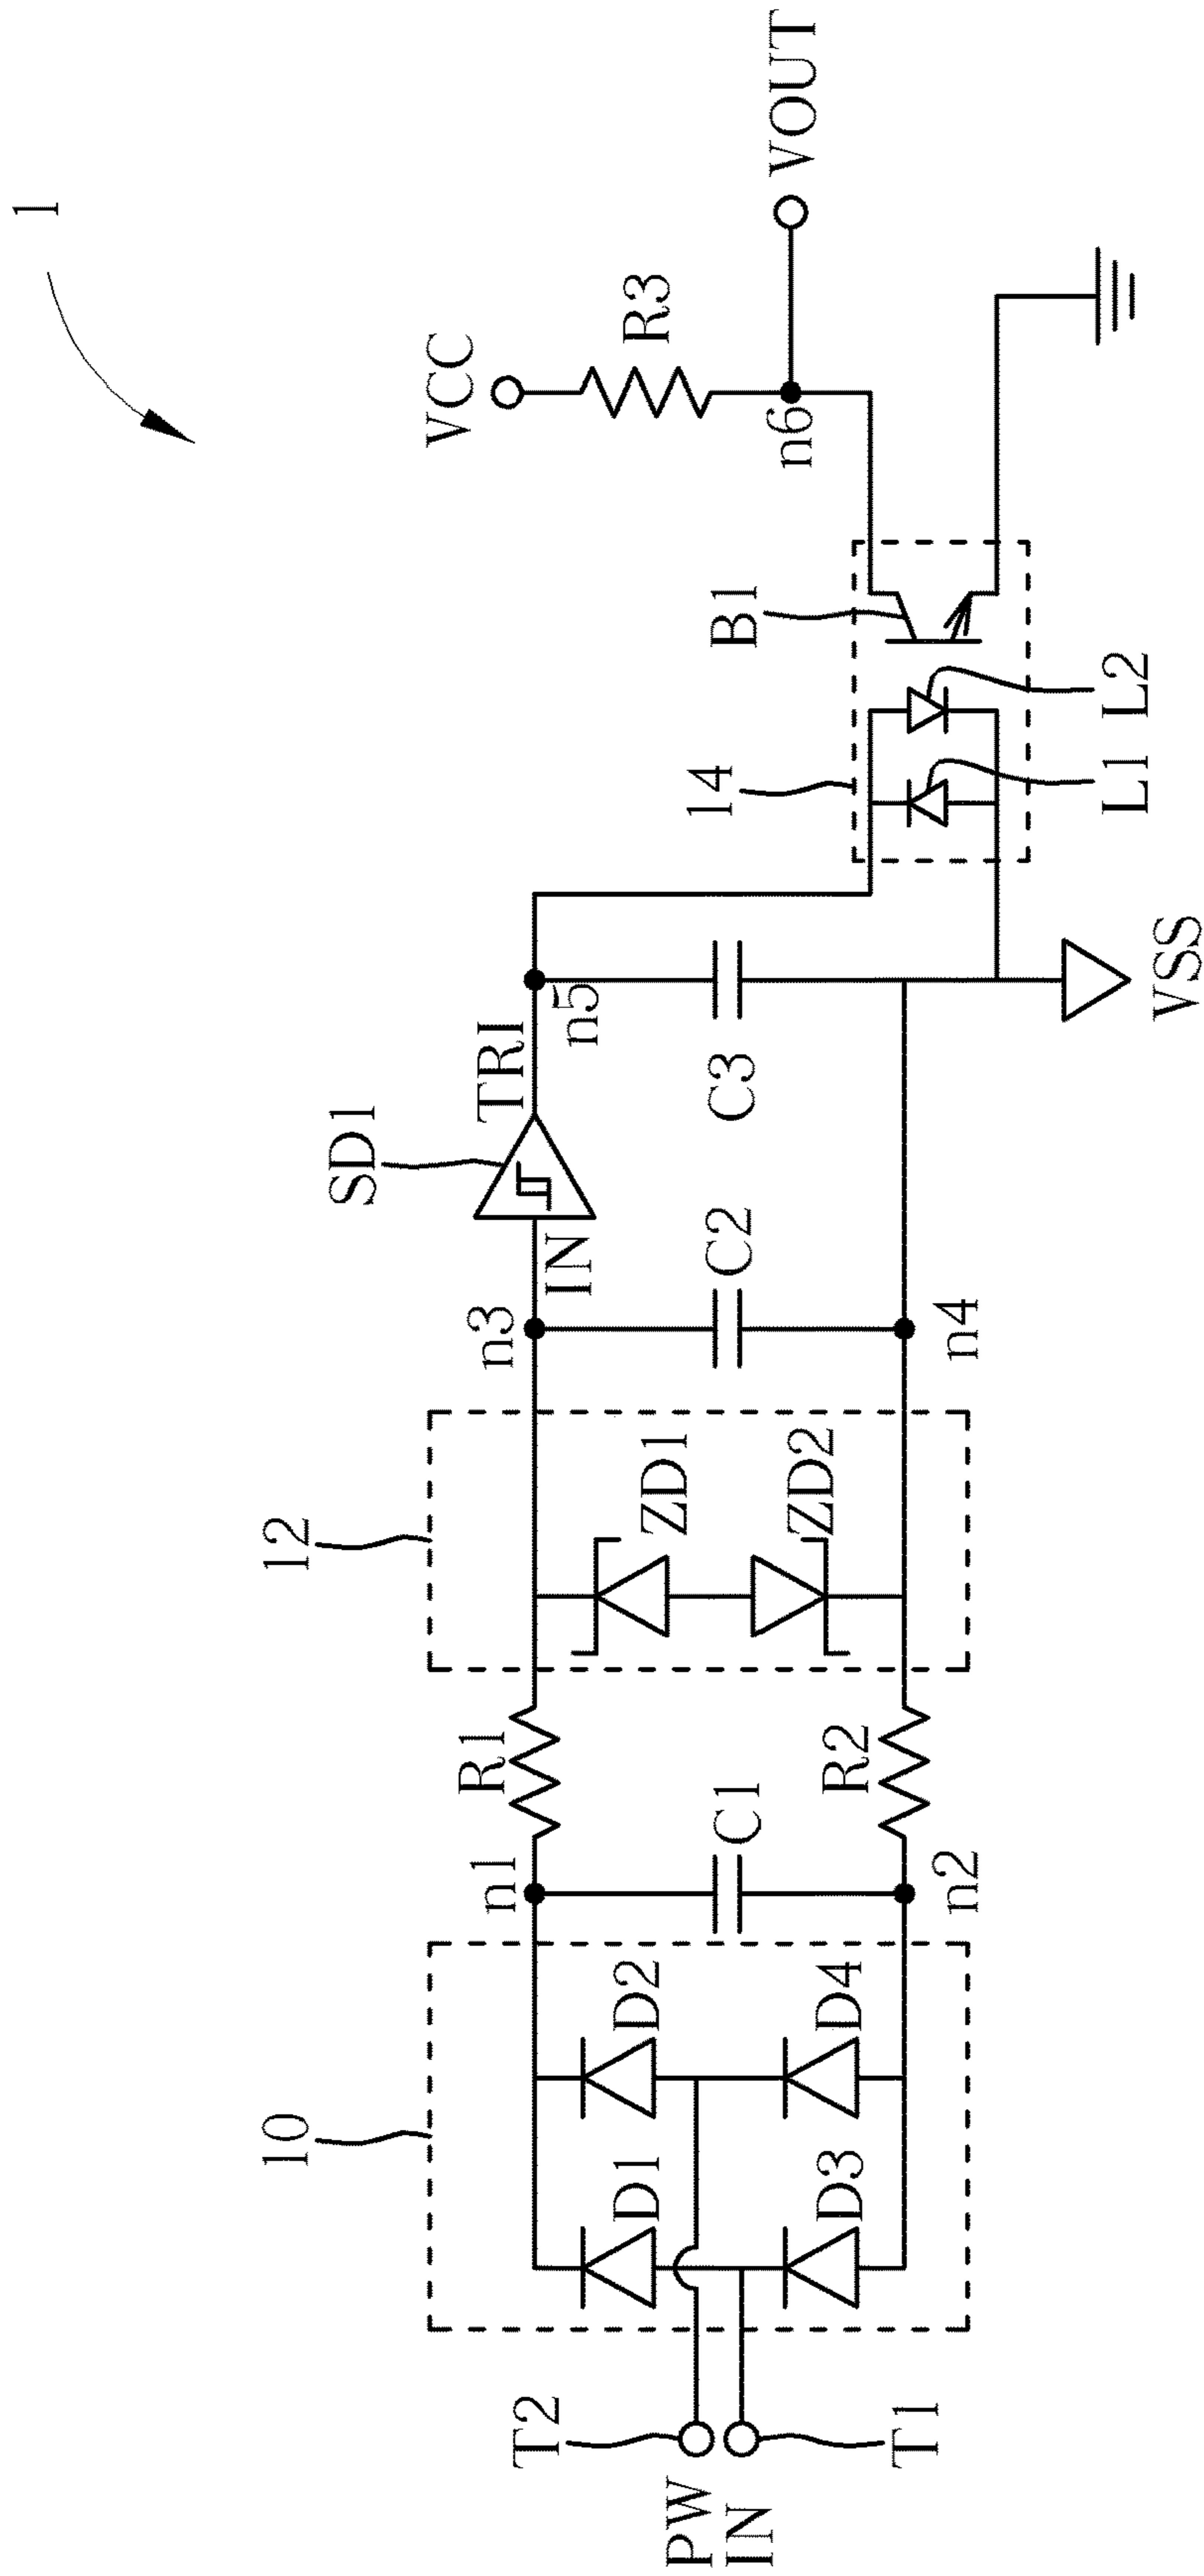 1
VCC
R3
VOUT
n6
B1
14
L1
L2
VSS
TRI
n5
SD1
IN
C3
n3
C2
n4
12
ZD1
ZD2
R1
R2
n1
C1
n2
10
D2
D4
D1
D3
T2
T1
PW
IN